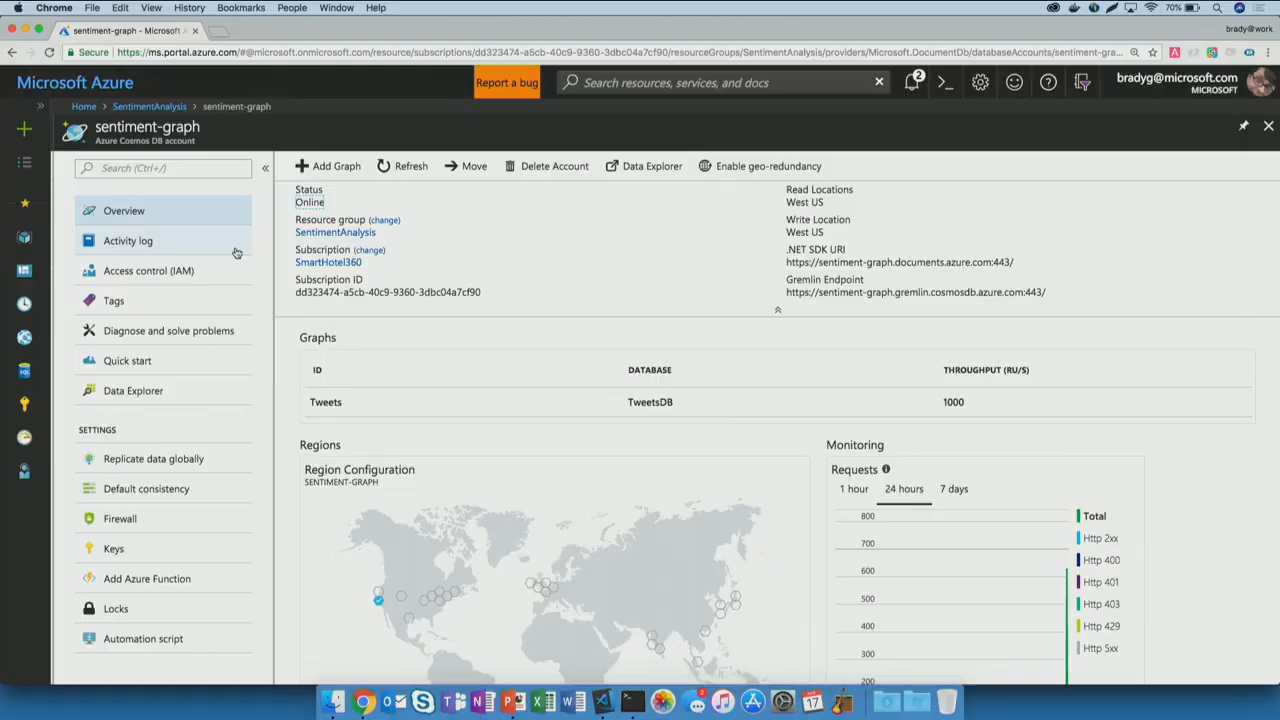 Chrome File Edit View History Bookmarks People Window Help 70%
sentiment-graph - Microsoft A × brady@work
Secure https://ms.portal.azure.com/#@microsoft.onmicrosoft.com/resource/subscriptions/dd323474-a5cb-40c9-9360-3dbc04a7cf90/resourceGroups/SentimentAnalysis/providers/Microsoft.DocumentDb/databaseAccounts/sentiment-gra...
Microsoft Azure Report a bug Search resources, services, and docs 2 bradyg@microsoft.com
MICROSOFT
Home > SentimentAnalysis > sentiment-graph
sentiment-graph
Azure Cosmos DB account
Search (Ctrl+/)
Overview
Activity log
Access control (IAM)
Tags
Diagnose and solve problems
Quick start
Data Explorer
SETTINGS
Replicate data globally
Default consistency
Firewall
Keys
Add Azure Function
Locks
Automation script
Add Graph Refresh Move Delete Account Data Explorer Enable geo-redundancy
Status
Online
Resource group (change)
SentimentAnalysis
Subscription (change)
SmartHotel360
Subscription ID
dd323474-a5cb-40c9-9360-3dbc04a7cf90
Read Locations
West US
Write Location
West US
.NET SDK URI
https://sentiment-graph.documents.azure.com:443/
Gremlin Endpoint
https://sentiment-graph.gremlin.cosmosdb.azure.com:443/
Graphs
ID DATABASE THROUGHPUT (RU/S)
Tweets TweetsDB 1000
Regions
Region Configuration
SENTIMENT-GRAPH
Monitoring
Requests
1 hour 24 hours 7 days
800
700
600
500
400
300
200
Total
Http 2xx
Http 400
Http 401
Http 403
Http 429
Http 5xx
17